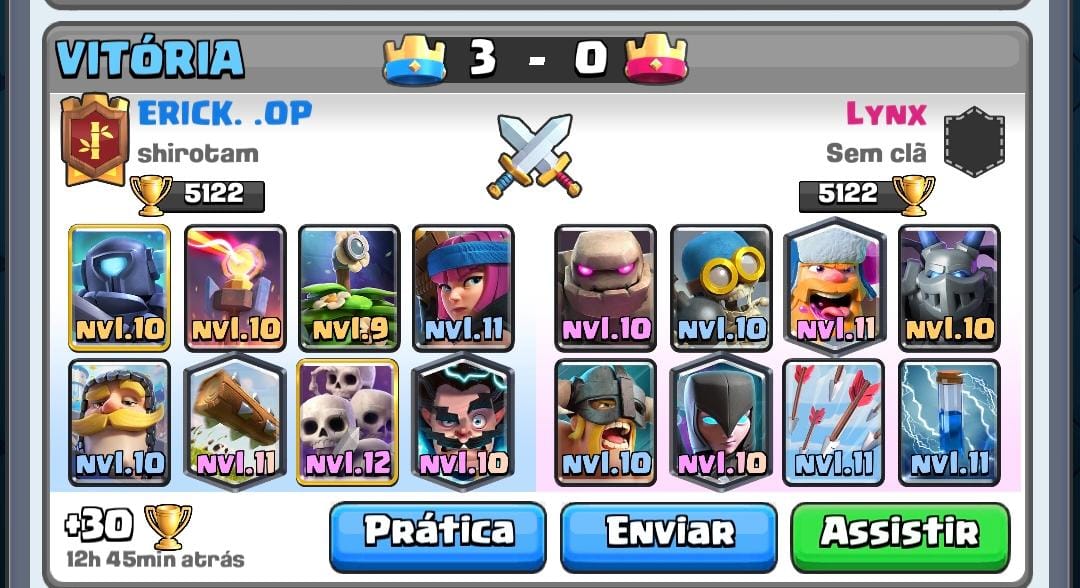 VITÓRIA 3 - 0
ERICK. .OP Lynx
shirotam Sem clã
5122 5122
nvl.10 nvl.10 nvl.9 nvl.11 nvl.10 nvl.10 nvl.11 nvl.10
nvl.10 nvl.11 nvl.12 nvl.10 nvl.10 nvl.10 nvl.11 nvl.11
+30 Prática Enviar Assistir
12h 45min atrás